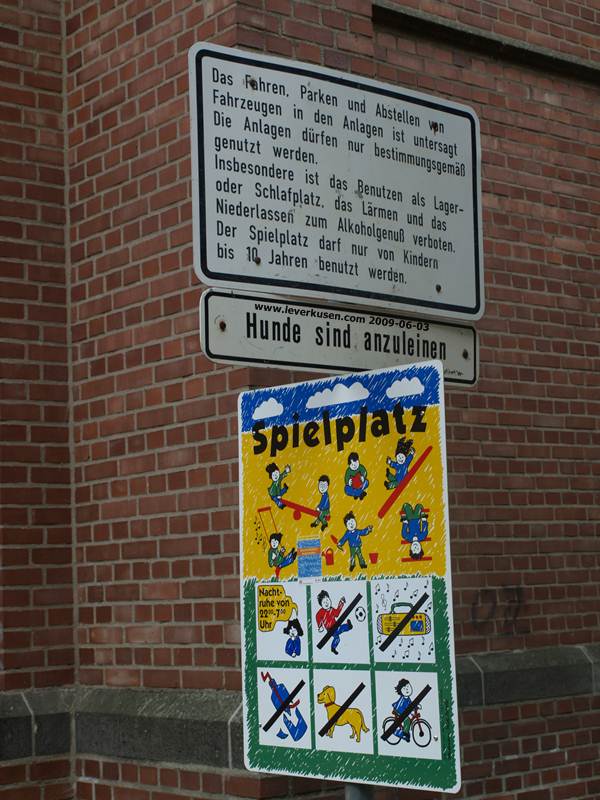 Das Fahren, Parken und Abstellen von
Fahrzeugen in den Anlagen ist untersagt
Die Anlagen dürfen nur bestimmungsgemäß
genutzt werden.
Insbesondere ist das Benutzen als Lager-
oder Schlafplatz, das Lärmen und das
Niederlassen zum Alkoholgenuß verboten.
Der Spielplatz darf nur von Kindern
bis 10 Jahren benutzt werden.
www.leverkusen.com 2009-06-03
Hunde sind anzuleinen
Spielplatz
Nacht-
ruhe von
22⁰⁰-7⁰⁰
Uhr